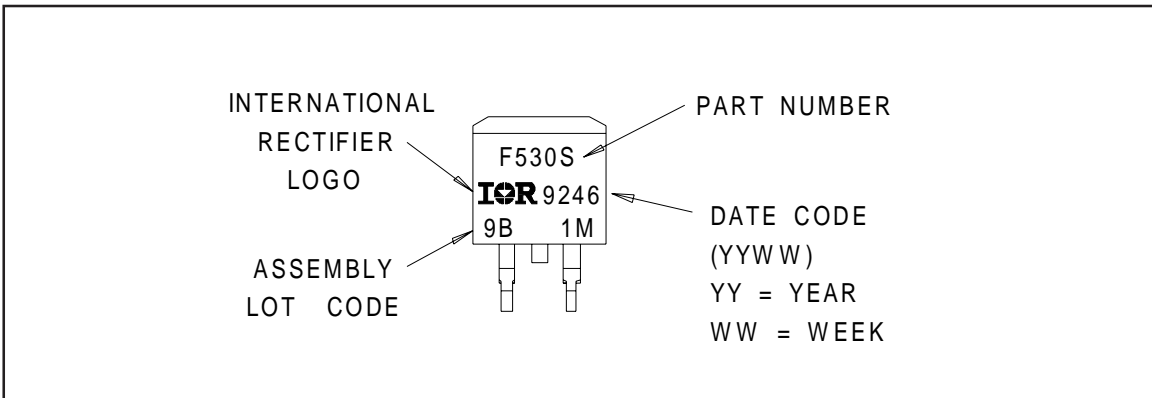 INTERNATIONAL
RECTIFIER
LOGO
ASSEMBLY
LOT CODE
F530S
IOR 9246
9B 1M
PART NUMBER
DATE CODE
(YYWW)
YY = YEAR
WW = WEEK